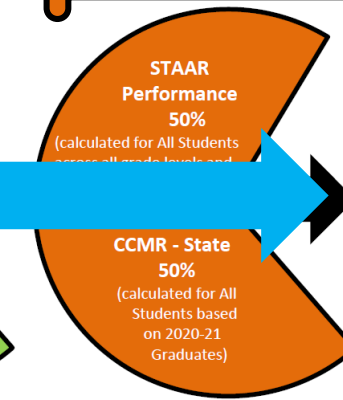 STAAR
Performance
50%
(calculated for All Students
across all grade levels and
CCMR - State
50%
(calculated for All
Students based
on 2020-21
Graduates)